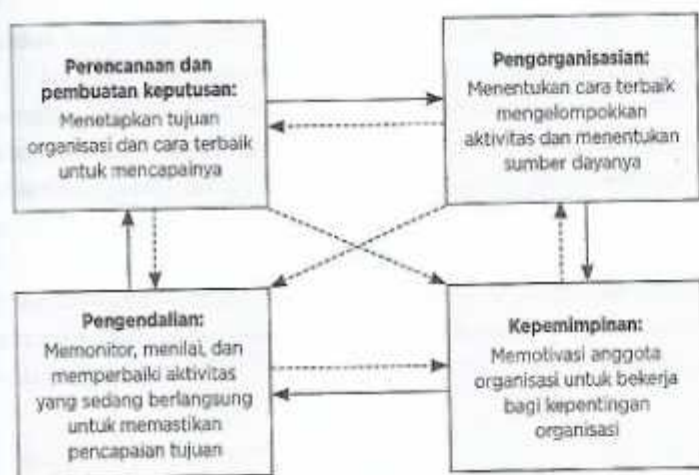 Perencanaan dan
pembuatan keputusan:
Menetapkan tujuan
organisasi dan cara terbaik
untuk mencapainya
Pengorganisasian:
Menentukan cara terbaik
mengelompokkan
aktivitas dan menentukan
sumber dayanya
Pengendalian:
Memonitor, menilai, dan
memperbaiki aktivitas
yang sedang berlangsung
untuk memastikan
pencapaian tujuan
Kepemimpinan:
Memotivasi anggota
organisasi untuk bekerja
bagi kepentingan
organisasi